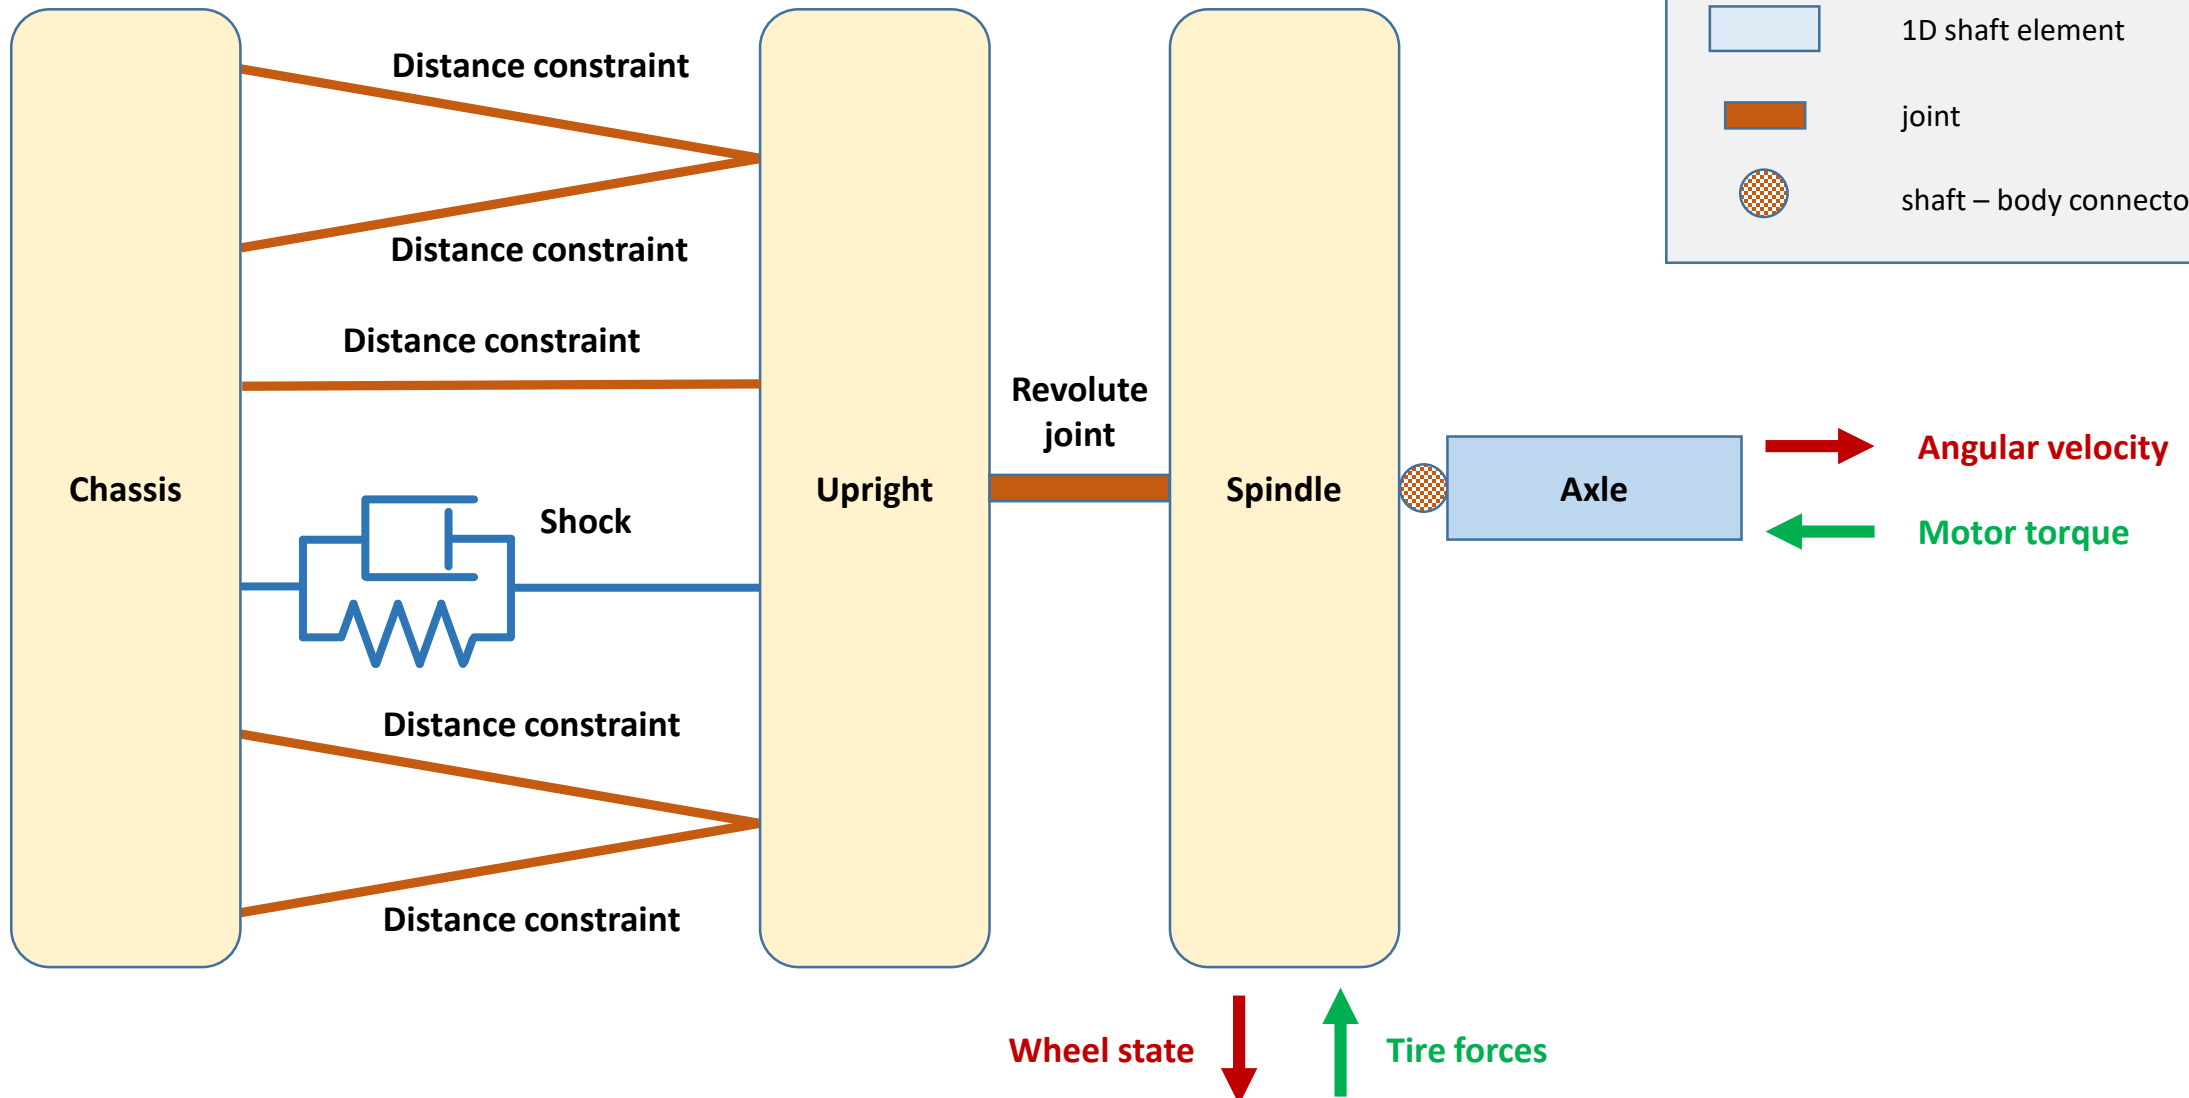 1D shaft element
joint
shaft – body connecto
Distance constraint
Distance constraint
Distance constraint
Revolute
joint
Chassis
Shock
Upright
Spindle
Axle
Angular velocity
Motor torque
Distance constraint
Distance constraint
Wheel state
Tire forces